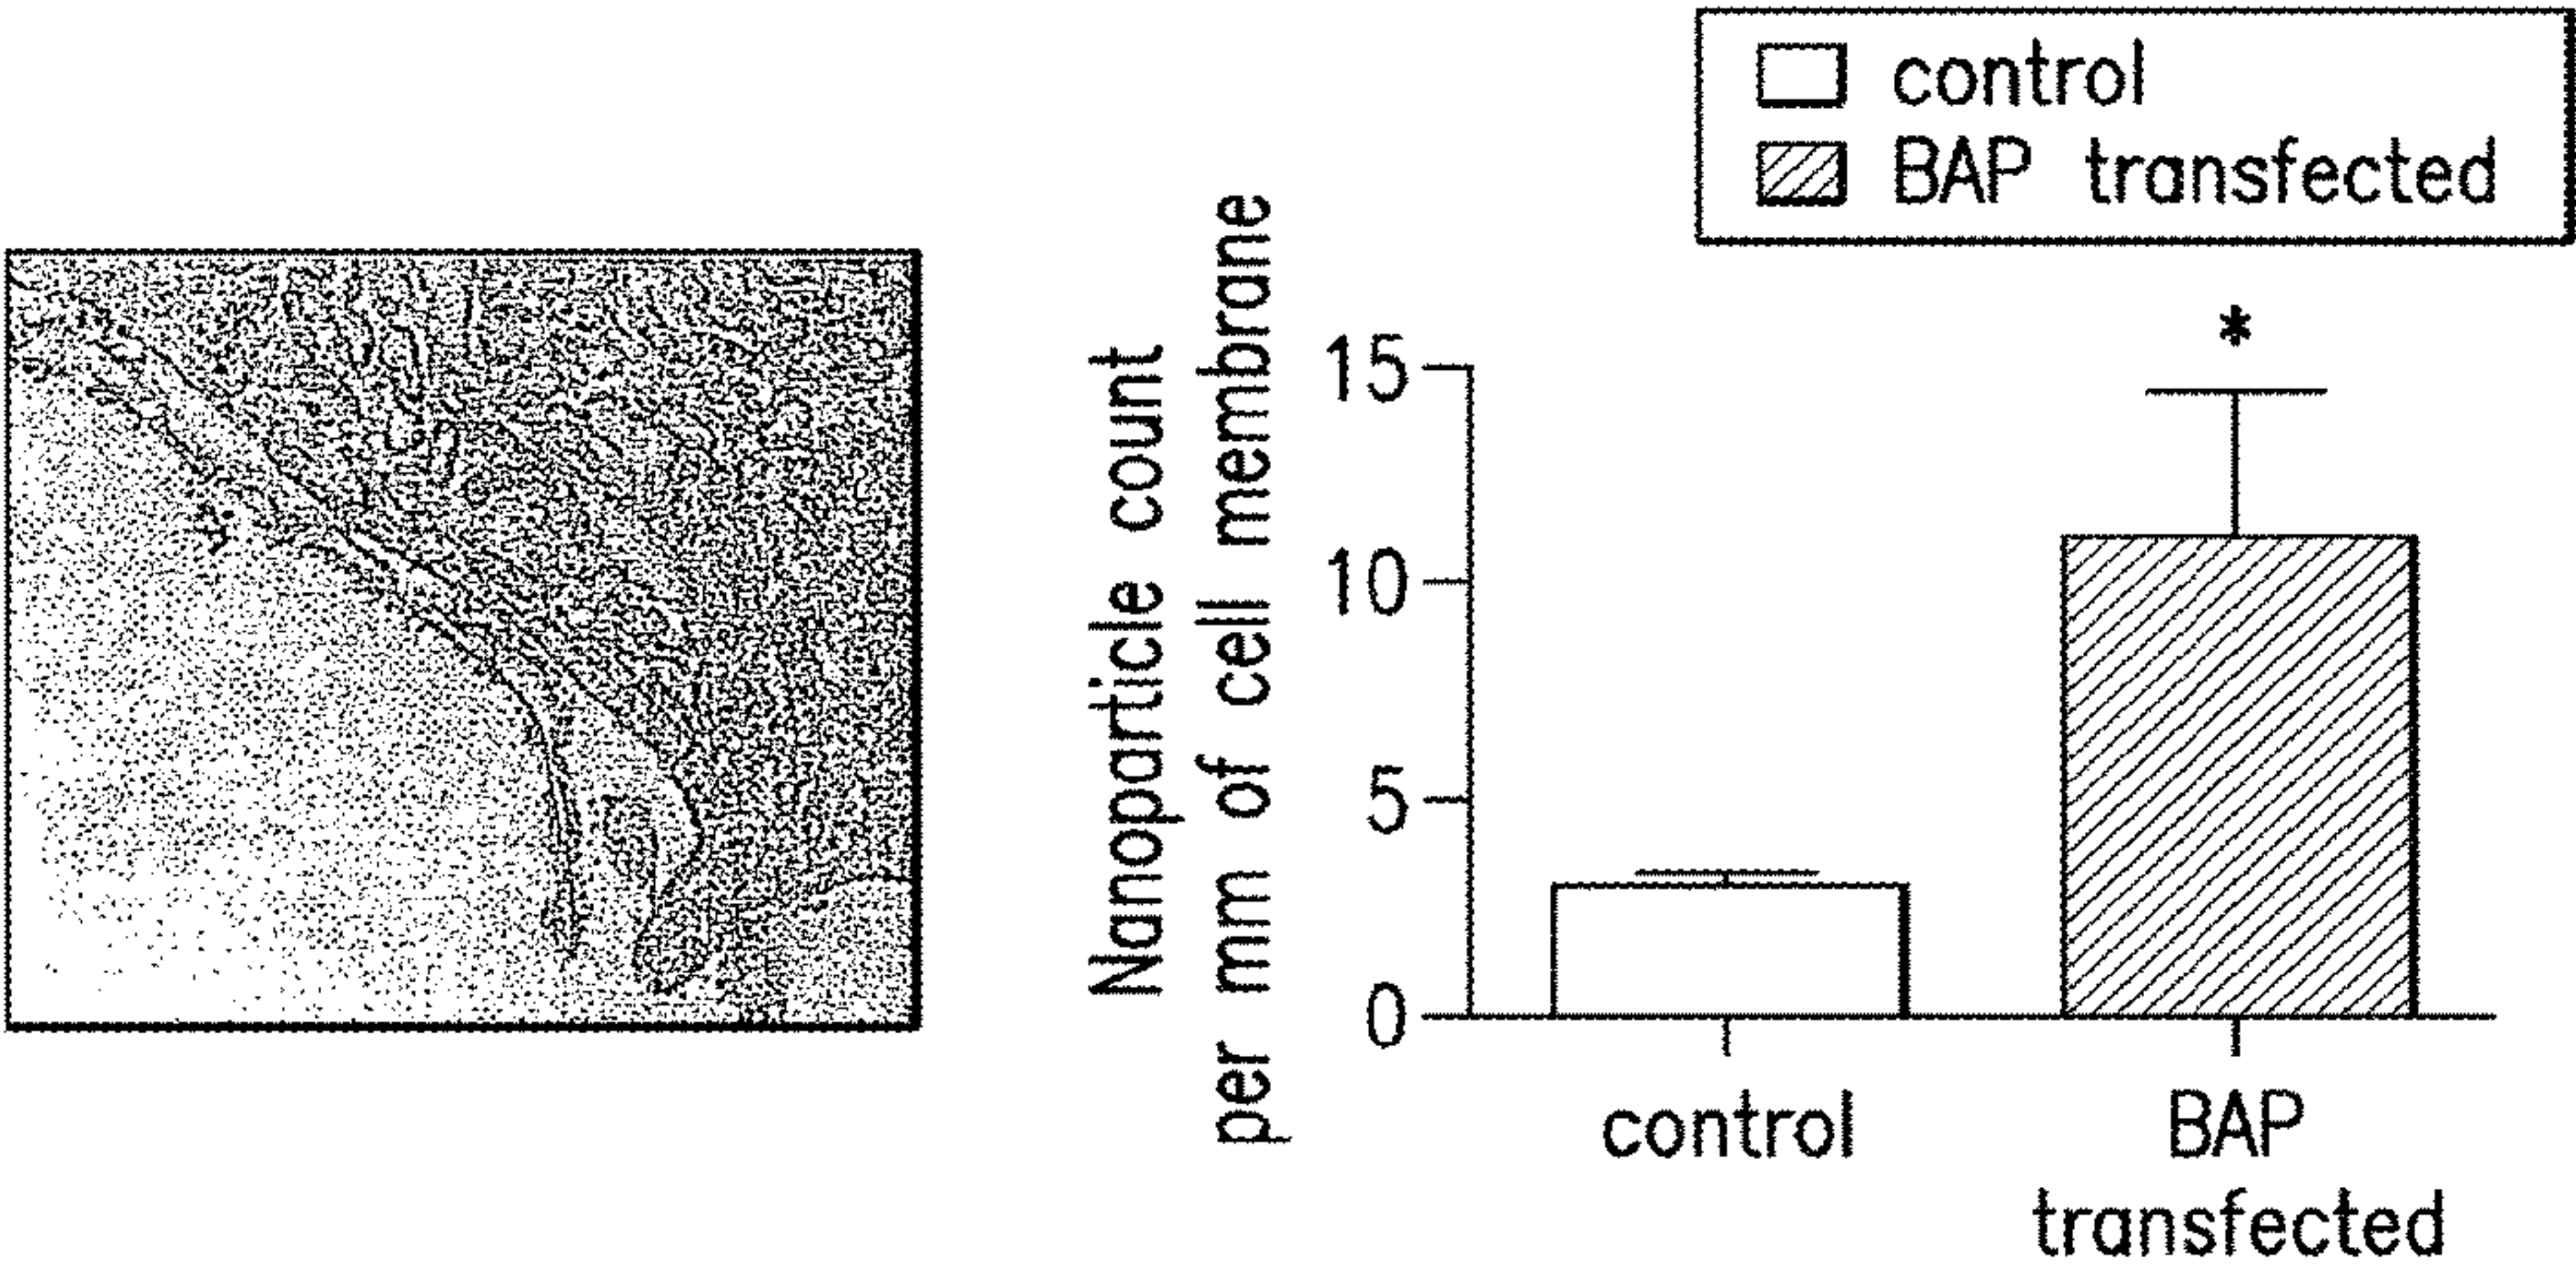 control
BAP transfected
Nanoparticle count
per mm of cell membrane
15
10
5
0
*
control
BAP
transfected